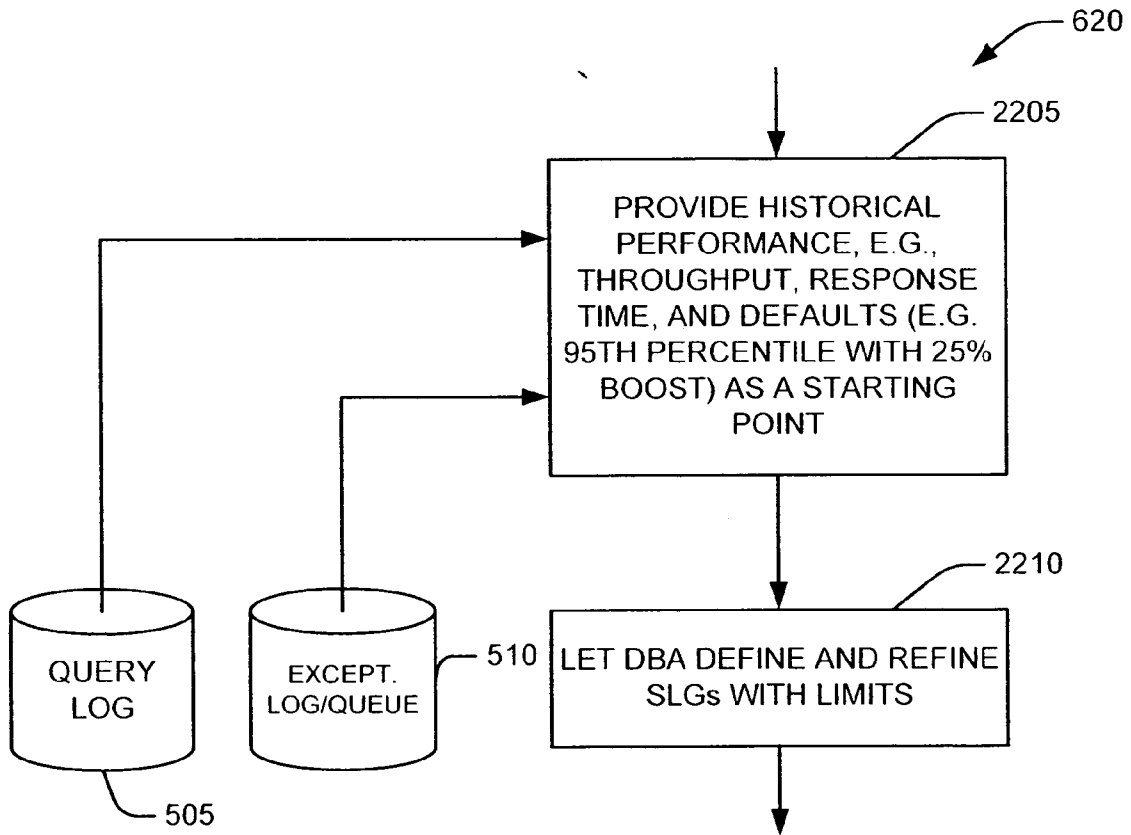 620
2205
PROVIDE HISTORICAL
PERFORMANCE, E.G.,
THROUGHPUT, RESPONSE
TIME, AND DEFAULTS (E.G.
95TH PERCENTILE WITH 25%
BOOST) AS A STARTING
POINT
2210
LET DBA DEFINE AND REFINE
SLGs WITH LIMITS
QUERY
LOG
505
EXCEPT.
LOG/QUEUE
510